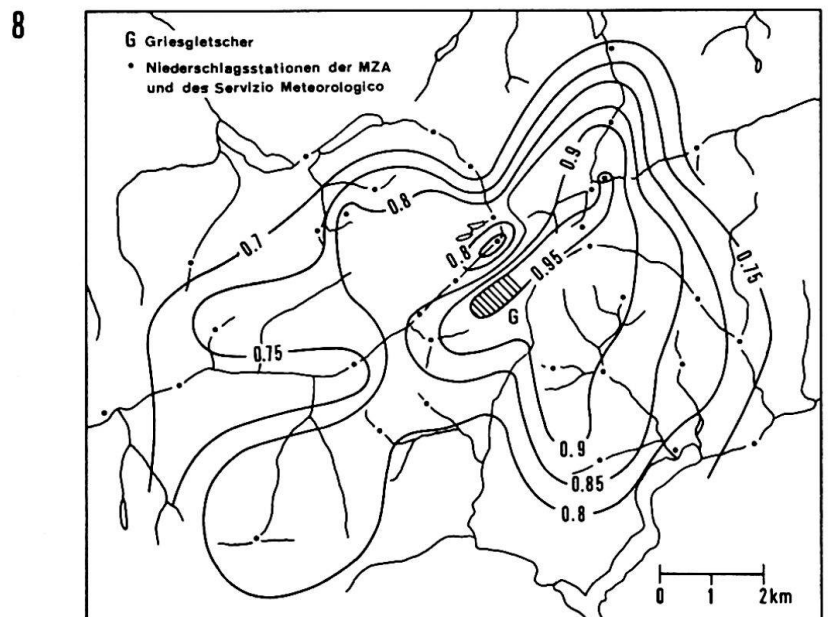 8
G Griesgletscher
• Niederschlagsstationen der MZA
und des Servizio Meteorologico
0.9
0.8
0.7
0.8
0.95
0.75
G
0.75
0.9
0.85
0.8
0 1 2km